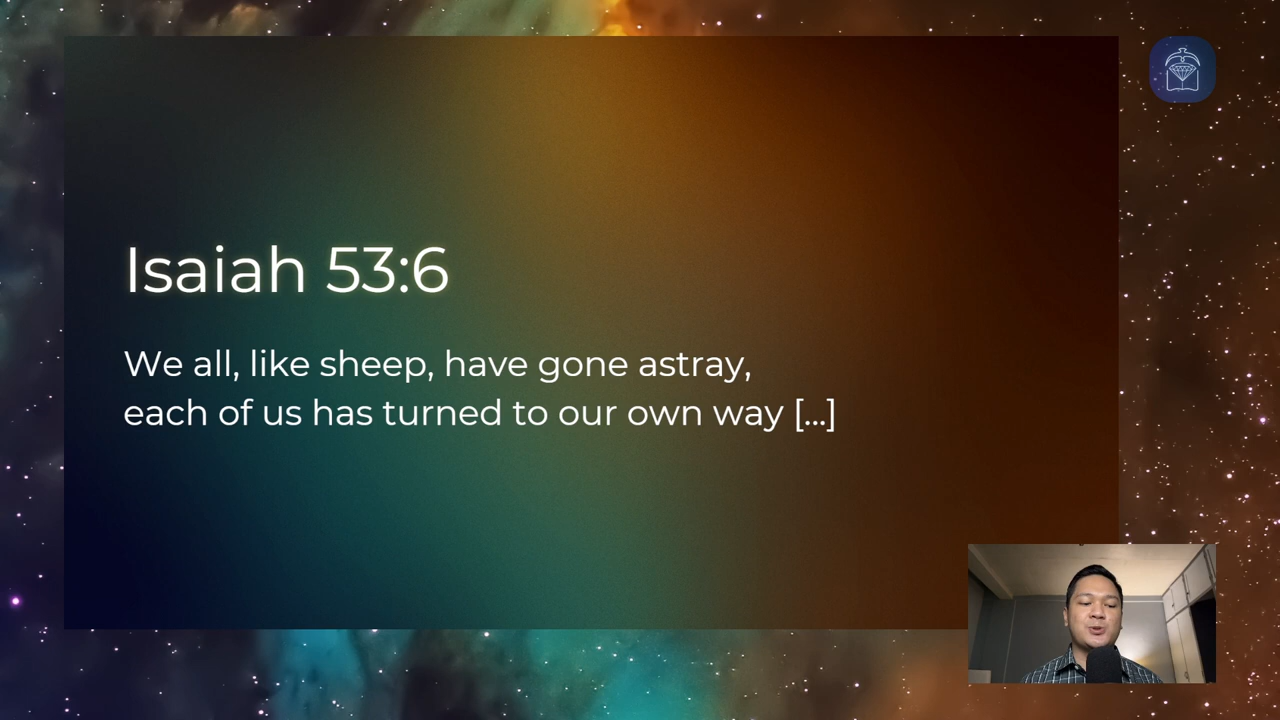 Isaiah 53:6
We all, like sheep, have gone astray,
each of us has turned to our own way [...]